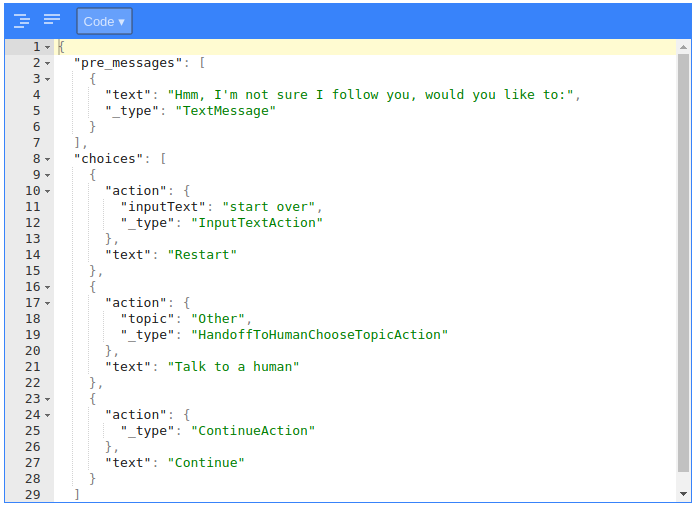 Code ▾
1 {
2   "pre_messages": [
3     {
4       "text": "Hmm, I'm not sure I follow you, would you like to:",
5       "_type": "TextMessage"
6     }
7   ],
8   "choices": [
9     {
10       "action": {
11         "inputText": "start over",
12         "_type": "InputTextAction"
13       },
14       "text": "Restart"
15     },
16     {
17       "action": {
18         "topic": "Other",
19         "_type": "HandoffToHumanChooseTopicAction"
20       },
21       "text": "Talk to a human"
22     },
23     {
24       "action": {
25         "_type": "ContinueAction"
26       },
27       "text": "Continue"
28     }
29   ]